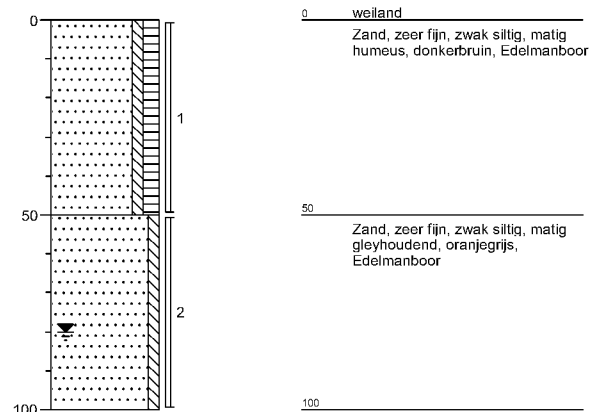 0
1
50
2
100
0 weiland
Zand, zeer fijn, zwak siltig, matig
humeus, donkerbruin, Edelmanboor
50
Zand, zeer fijn, zwak siltig, matig
gleyhoudend, oranjegrijs,
Edelmanboor
100